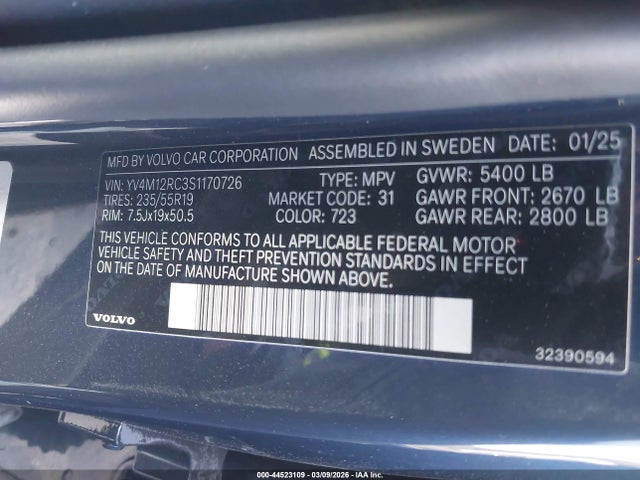 MFD BY VOLVO CAR CORPORATION ASSEMBLED IN SWEDEN DATE: 01/25
VIN: YV4M12RC3S1170726 TYPE: MPV GVWR: 5400 LB
TIRES: 235/55R19 MARKET CODE: 31 GAWR FRONT: 2670 LB
RIM: 7.5Jx19x50.5 COLOR: 723 GAWR REAR: 2800 LB
THIS VEHICLE CONFORMS TO ALL APPLICABLE FEDERAL MOTOR
VEHICLE SAFETY AND THEFT PREVENTION STANDARDS IN EFFECT
ON THE DATE OF MANUFACTURE SHOWN ABOVE.
VOLVO
32390594
000-44523109 - 03/09/2026 - IAA Inc.